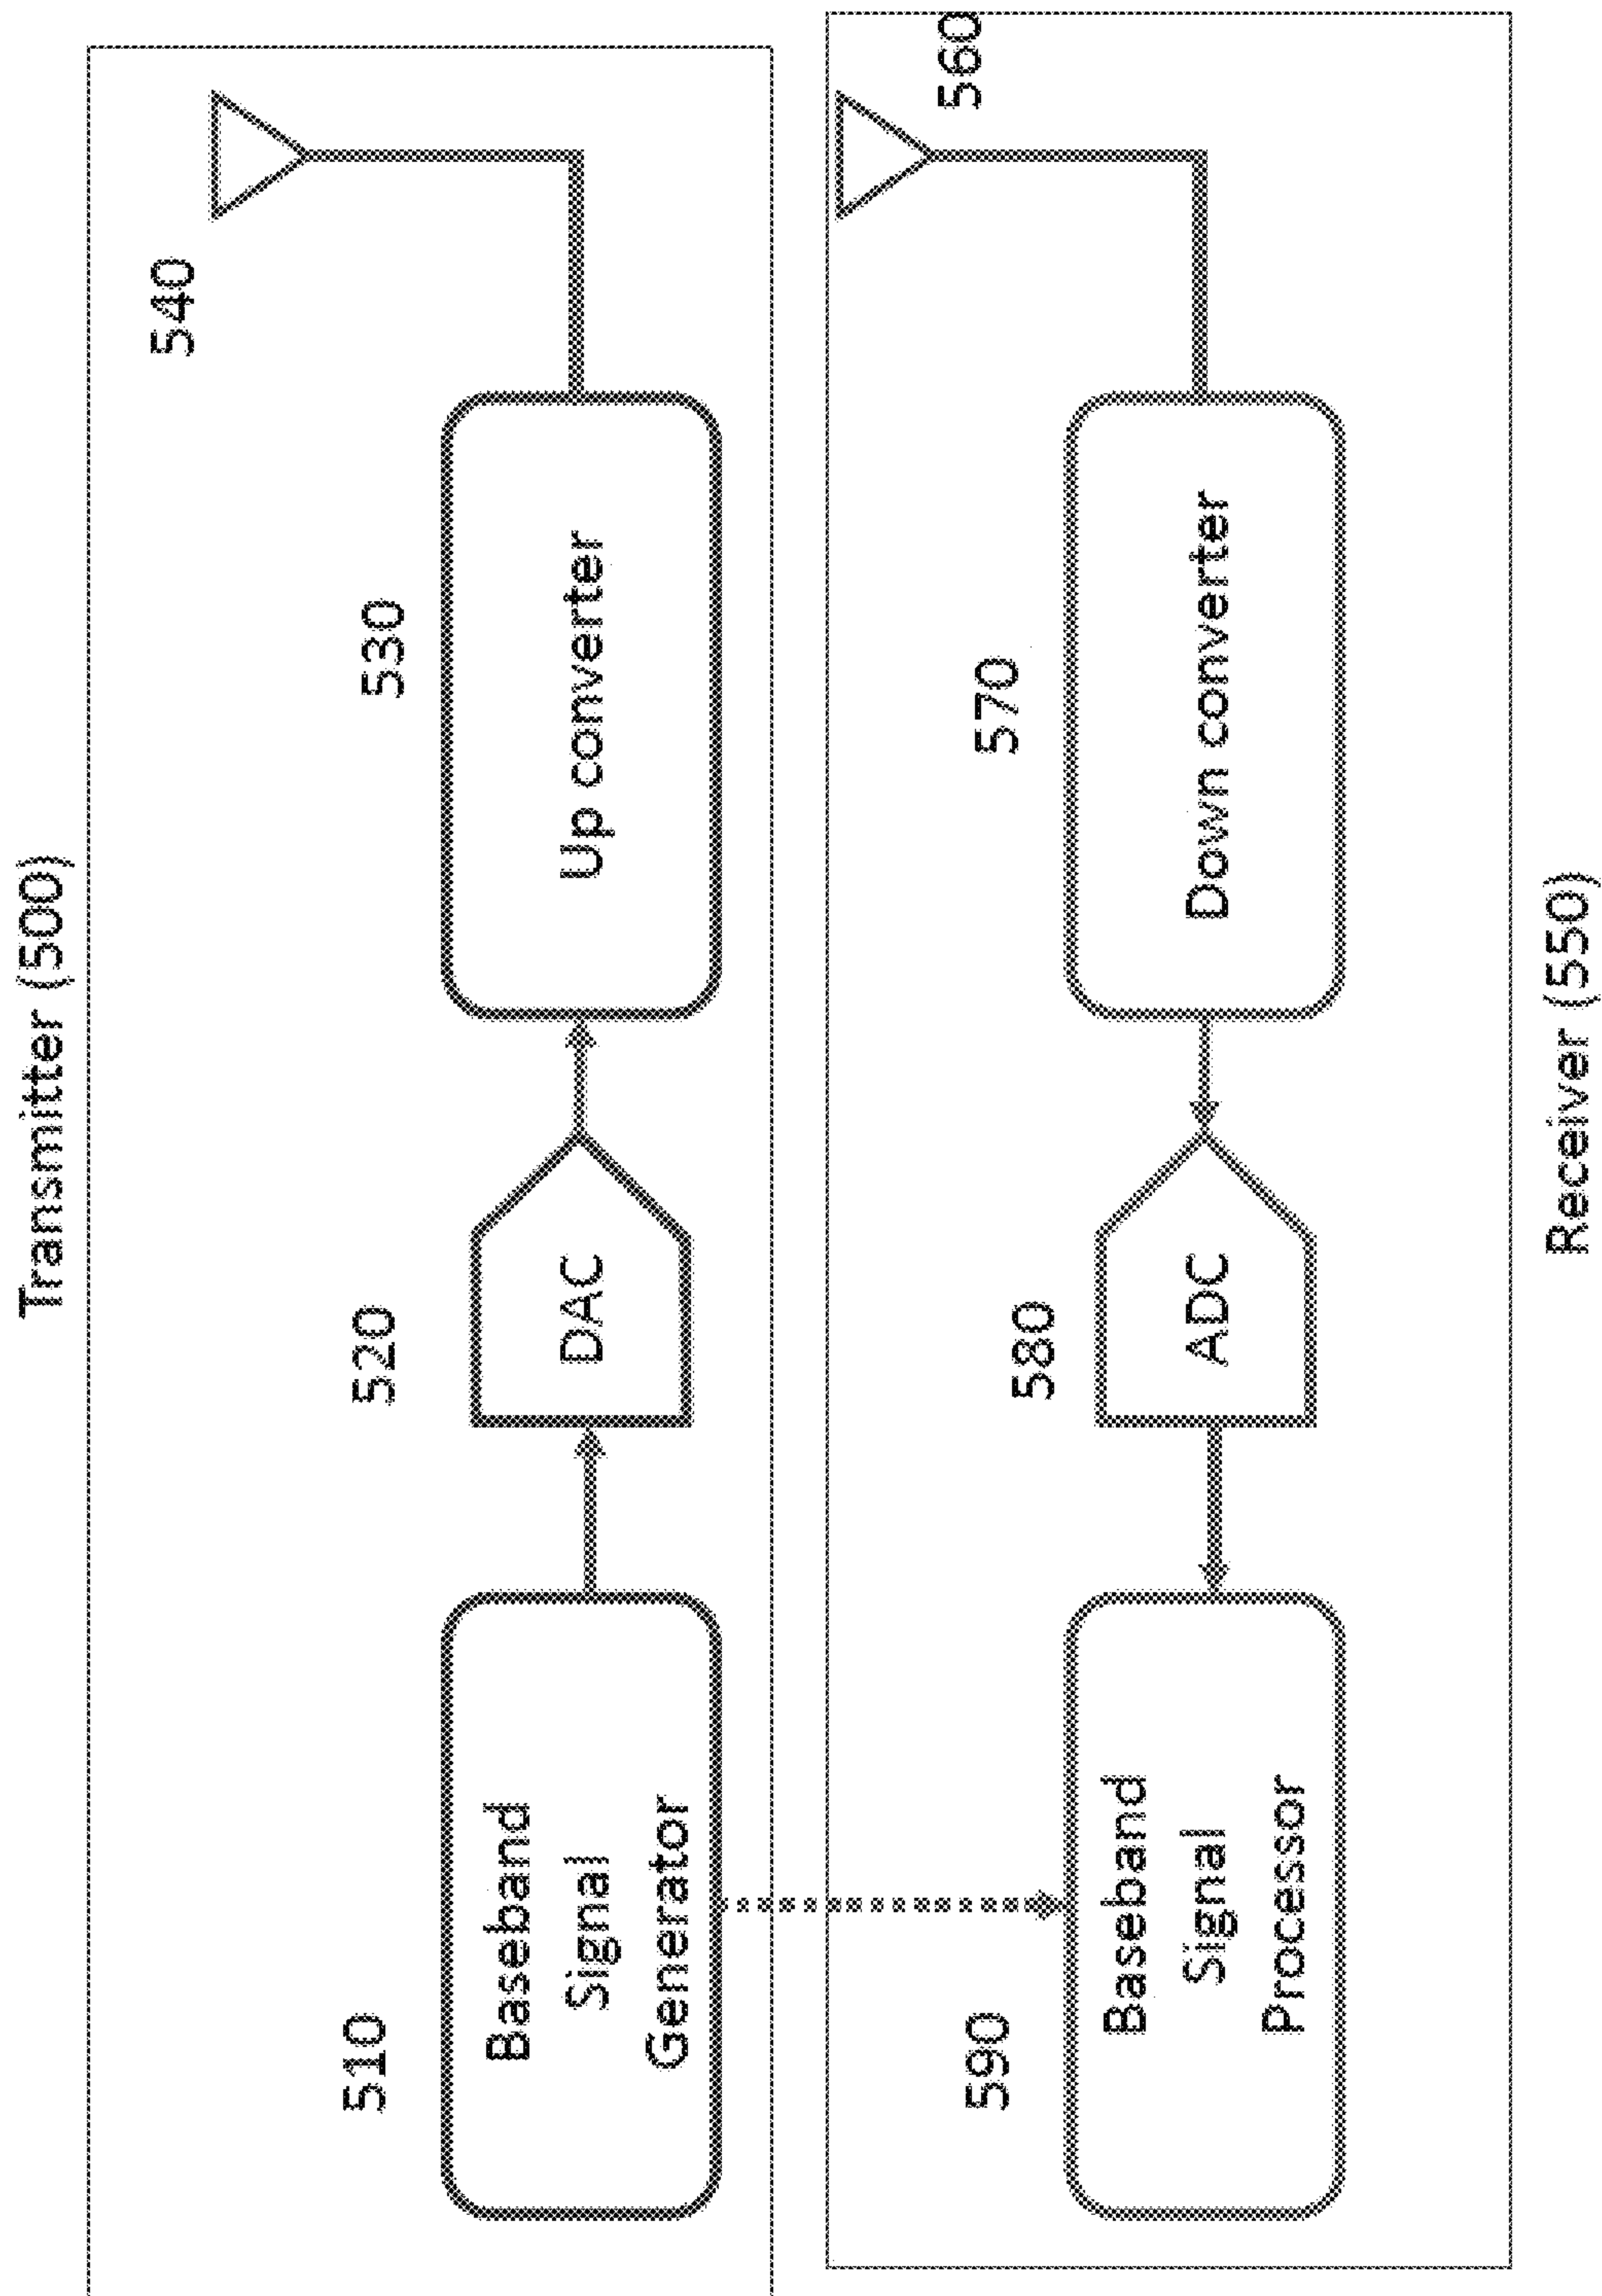 Transmitter (500)
510
520
530
540
Baseband
Signal
Generator
DAC
Up converter
590
580
570
560
Baseband
Signal
Processor
ADC
Down converter
Receiver (550)